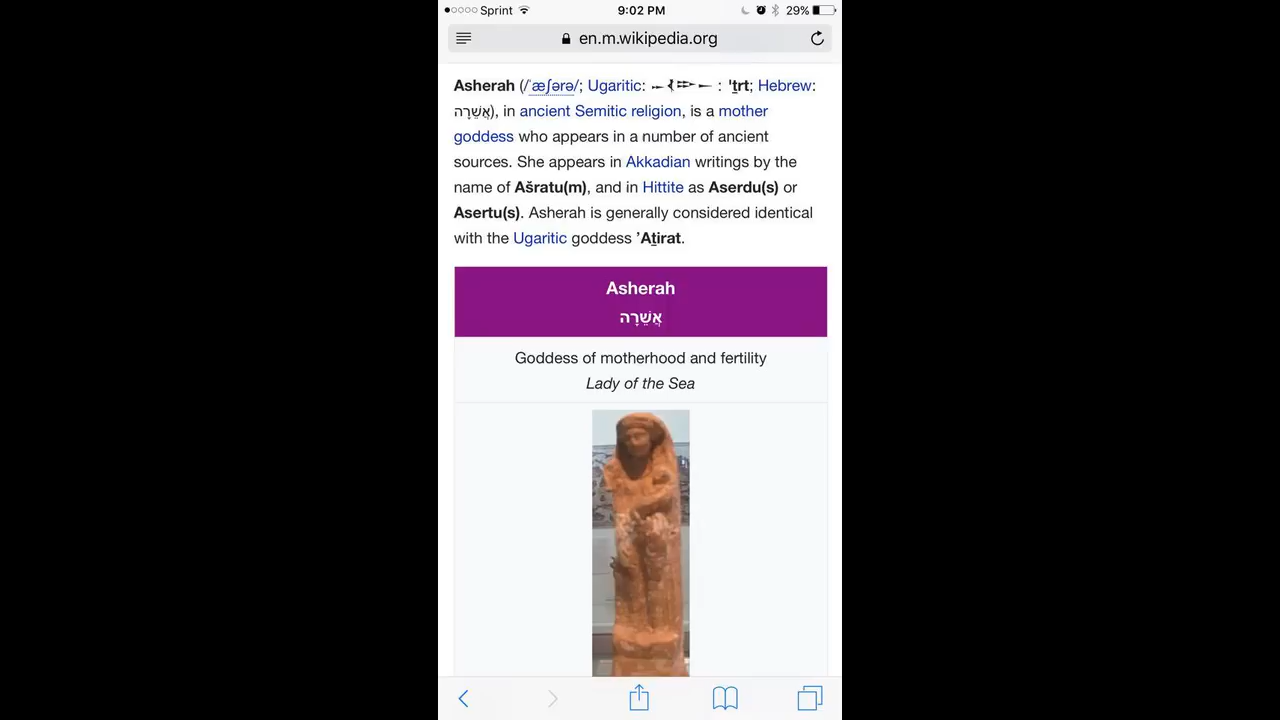 Sprint 9:02 PM 29%
en.m.wikipedia.org
Asherah (/ˈæʃərə/; Ugaritic: 𐎀𐎘𐎗𐎚 : 'ṯrt; Hebrew:
אֲשֵׁרָה), in ancient Semitic religion, is a mother
goddess who appears in a number of ancient
sources. She appears in Akkadian writings by the
name of Ašratu(m), and in Hittite as Aserdu(s) or
Asertu(s). Asherah is generally considered identical
with the Ugaritic goddess ʼAṯirat.
Asherah
אֲשֵׁרָה
Goddess of motherhood and fertility
Lady of the Sea